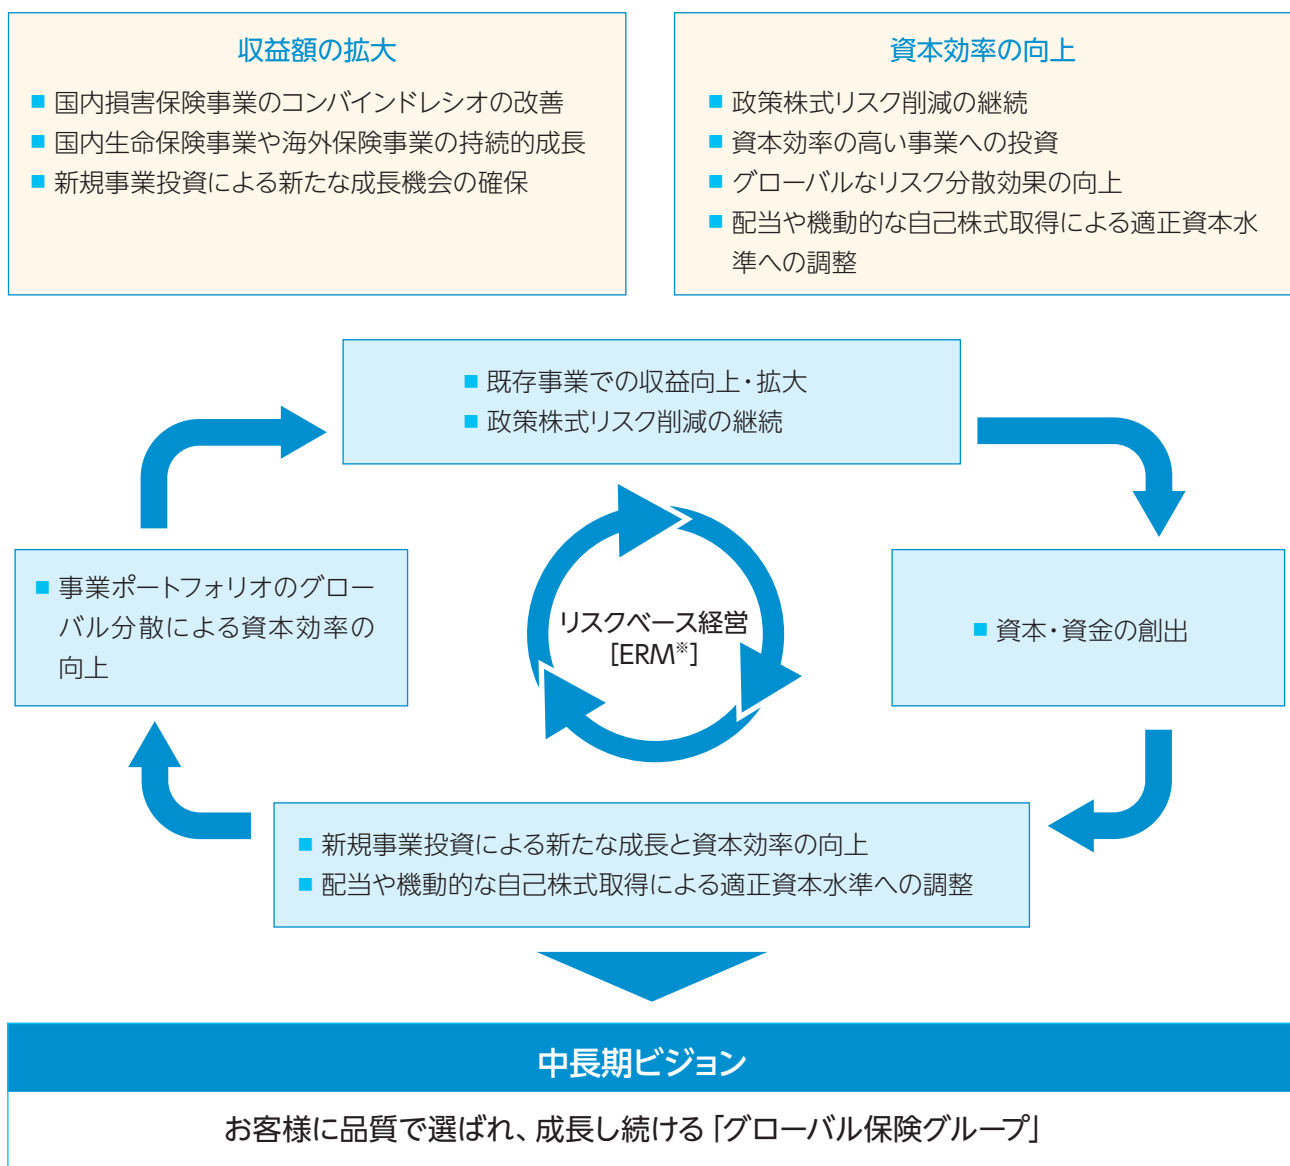 収益額の拡大
■ 国内損害保険事業のコンバインドレシオの改善
■ 国内生命保険事業や海外保険事業の持続的成長
■ 新規事業投資による新たな成長機会の確保
資本効率の向上
■ 政策株式リスク削減の継続
■ 資本効率の高い事業への投資
■ グローバルなリスク分散効果の向上
■ 配当や機動的な自己株式取得による適正資本水
準への調整
■ 既存事業での収益向上・拡大
■ 政策株式リスク削減の継続
■ 事業ポートフォリオのグロー
バル分散による資本効率の
向上
リスクベース経営
[ERM※]
■ 資本・資金の創出
■ 新規事業投資による新たな成長と資本効率の向上
■ 配当や機動的な自己株式取得による適正資本水準への調整
中長期ビジョン
お客様に品質で選ばれ、成長し続ける「グローバル保険グループ」